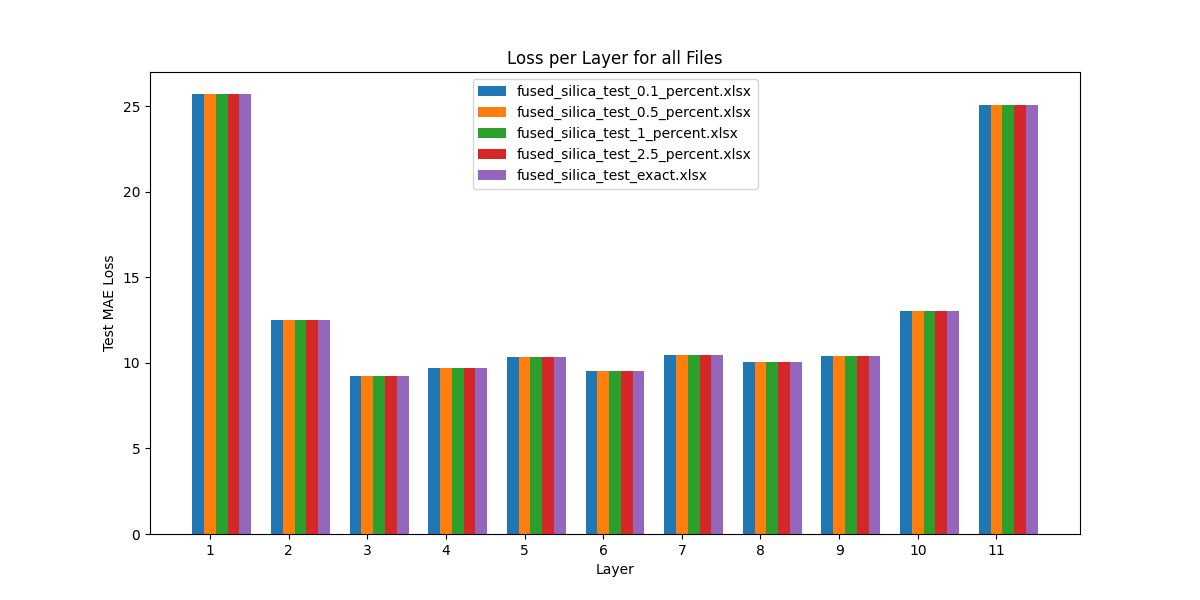 Loss per Layer for all Files
fused_silica_test_0.1_percent.xlsx
fused_silica_test_0.5_percent.xlsx
fused_silica_test_1_percent.xlsx
fused_silica_test_2.5_percent.xlsx
fused_silica_test_exact.xlsx
Test MAE Loss
25
20
15
10
5
0
1 2 3 4 5 6 7 8 9 10 11
Layer